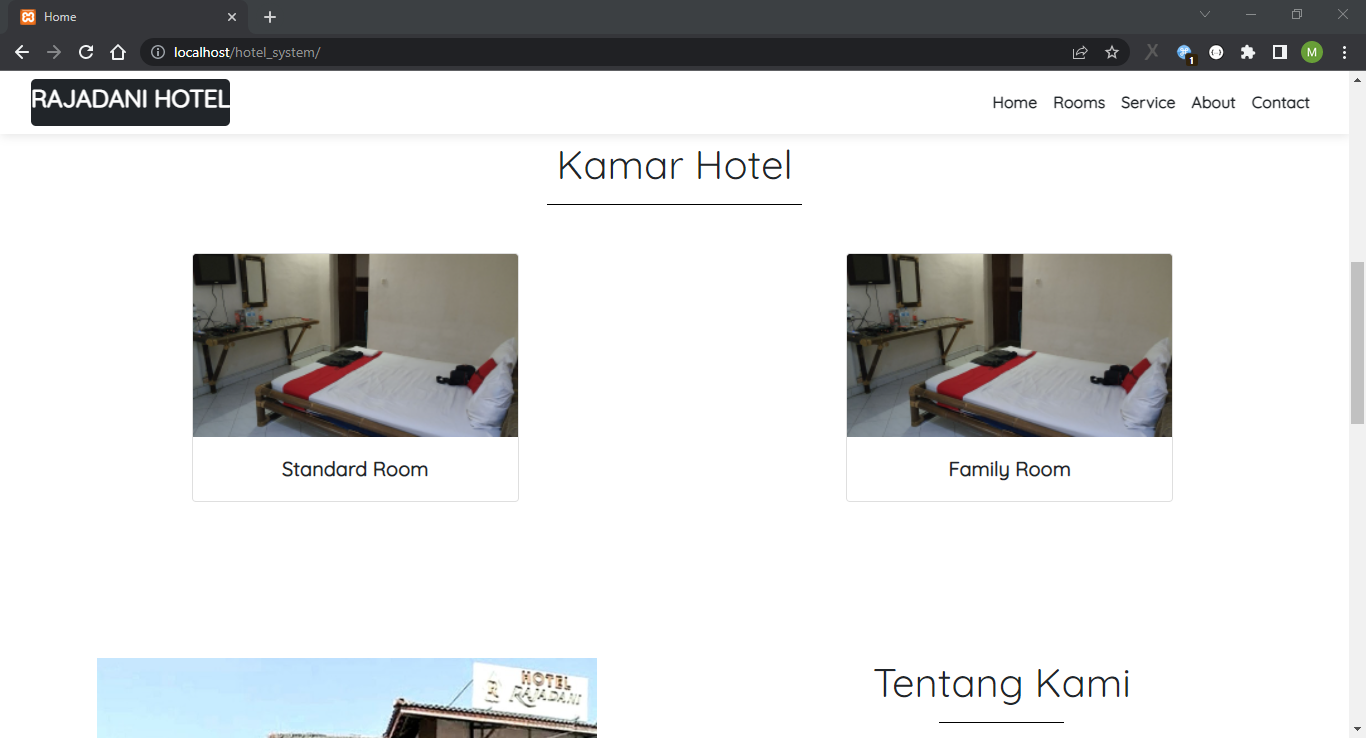 Home
localhost/hotel_system/
M
1
RAJADANI HOTEL
Home Rooms Service About Contact
Kamar Hotel
Standard Room
Family Room
HOTEL
RAJADANI
Tentang Kami